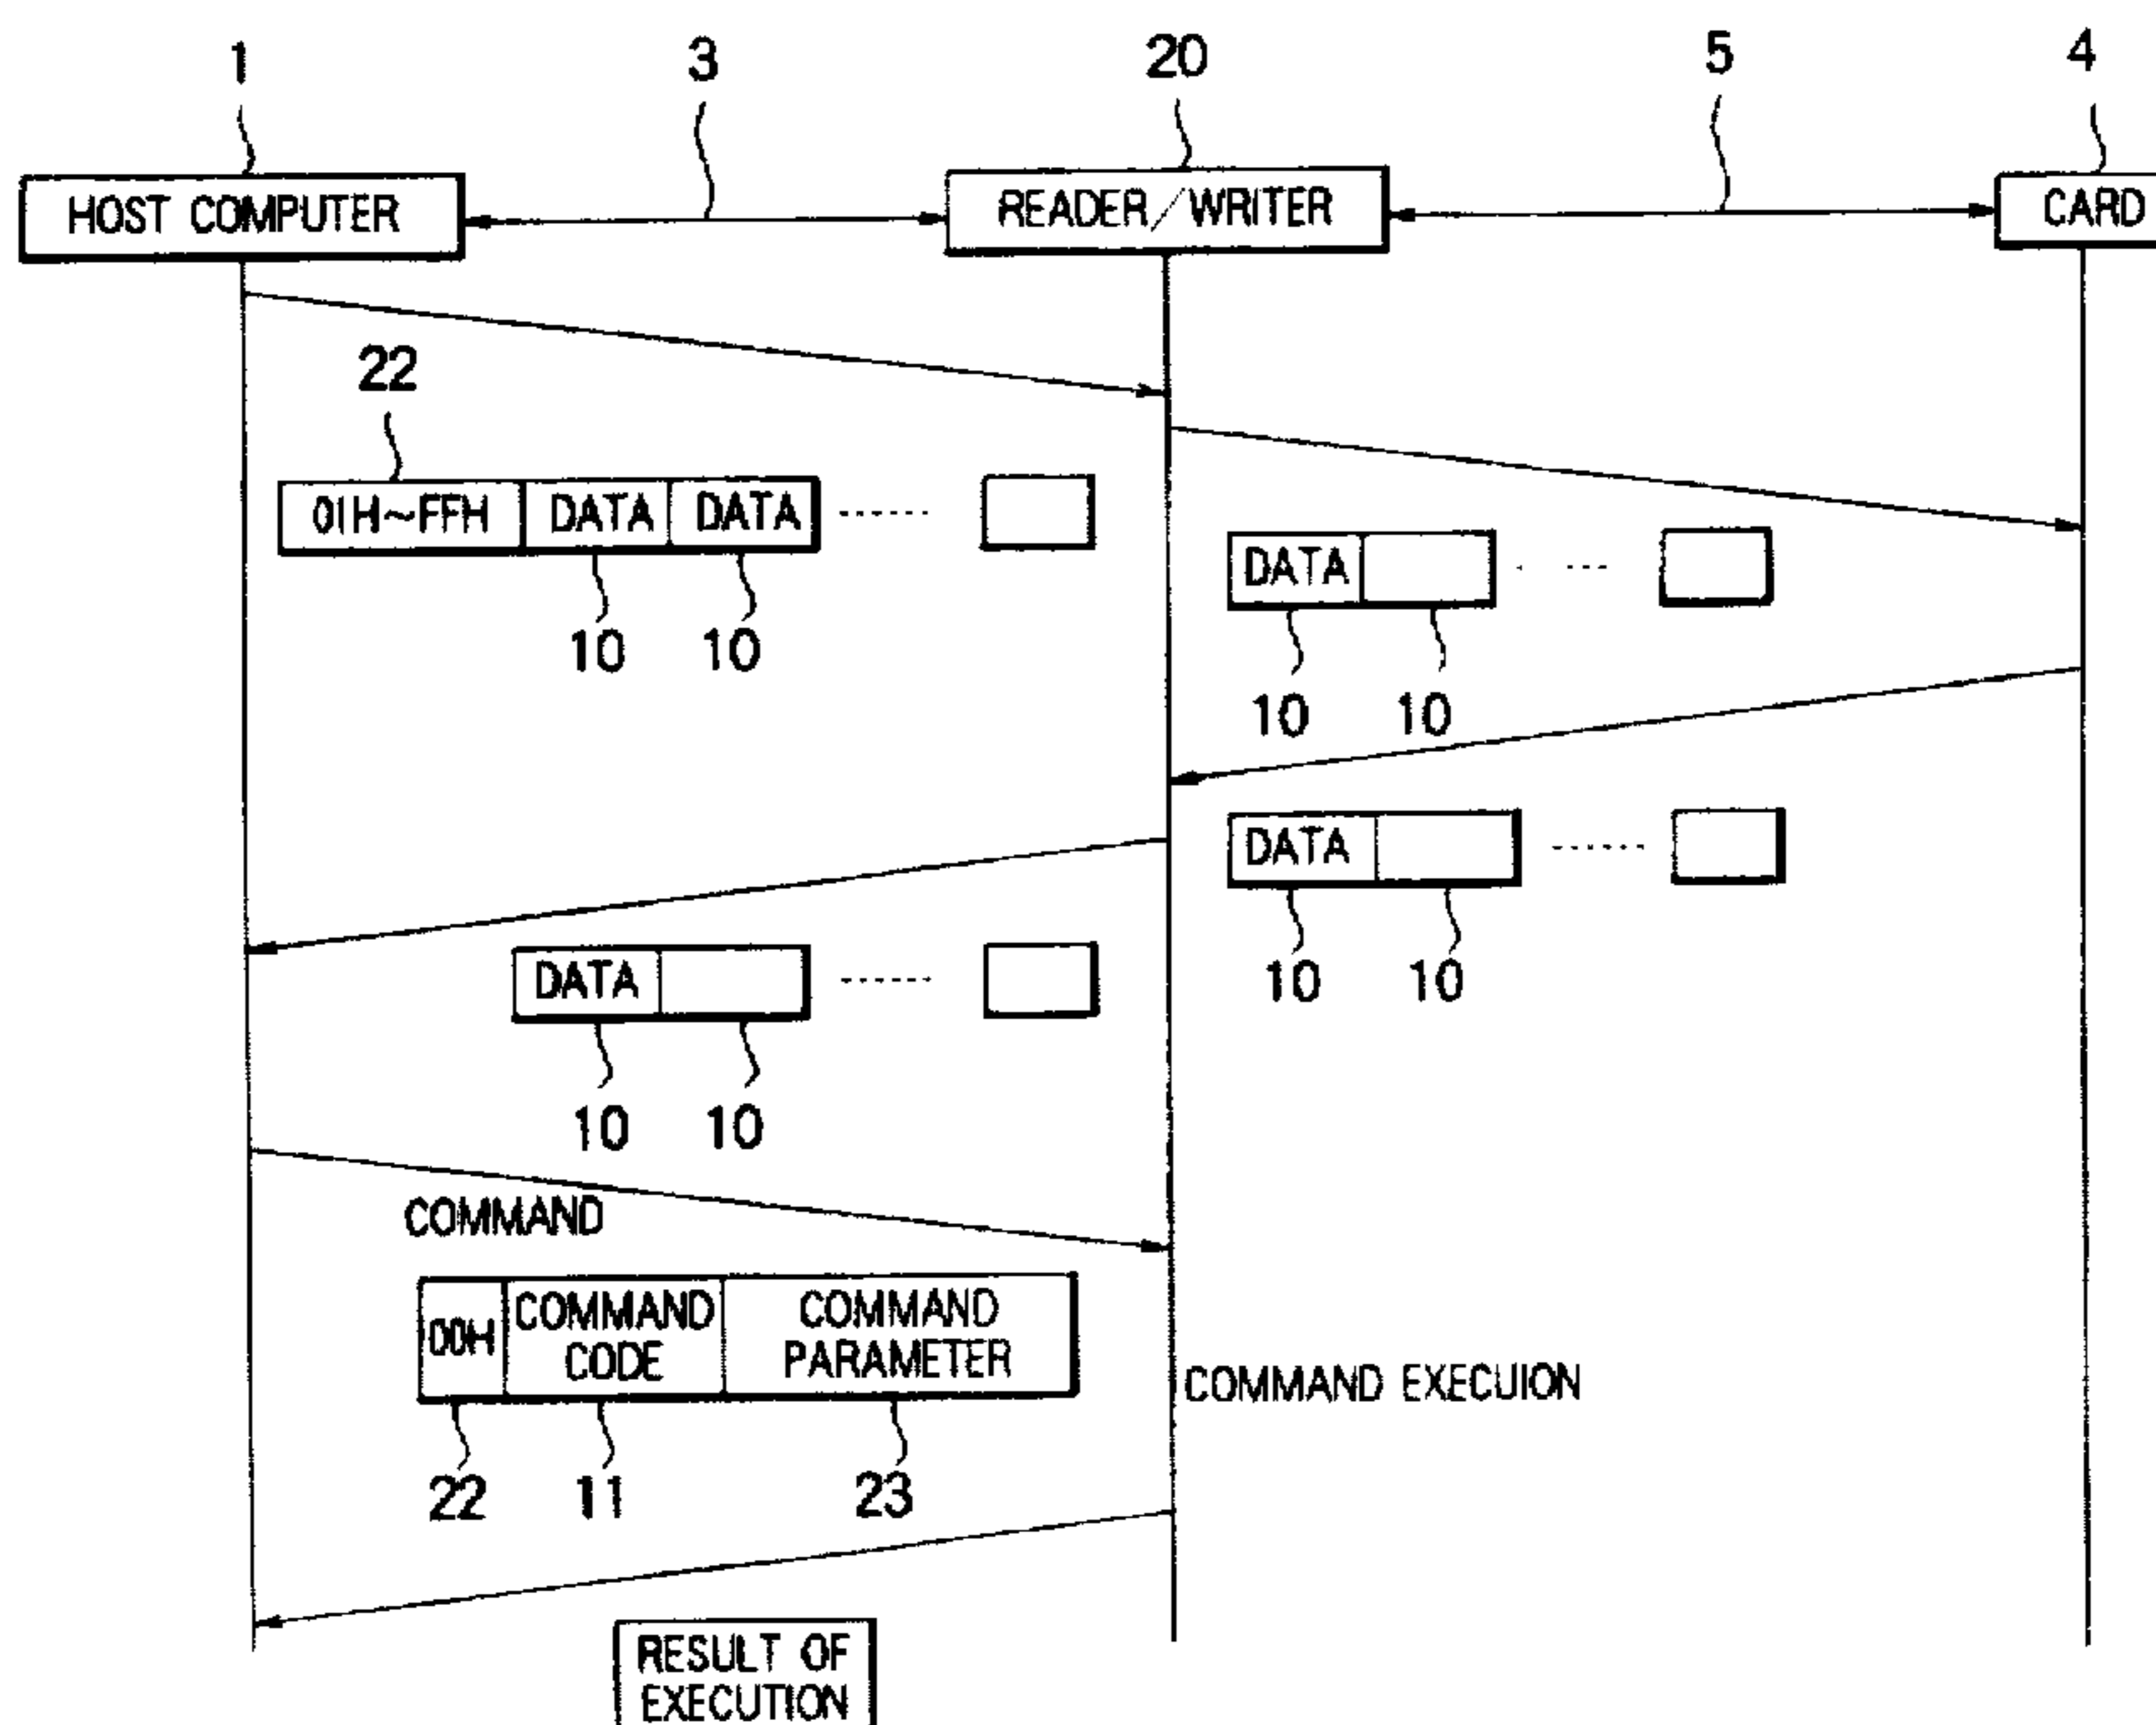 1 3 20 5 4
HOST COMPUTER READER/WRITER CARD
22
01H~FFH DATA DATA
DATA
10 10
10 10
DATA
DATA
10 10
10 10
COMMAND
00H COMMAND CODE COMMAND PARAMETER
COMMAND EXECUION
22 11 23
RESULT OF
EXECUTION